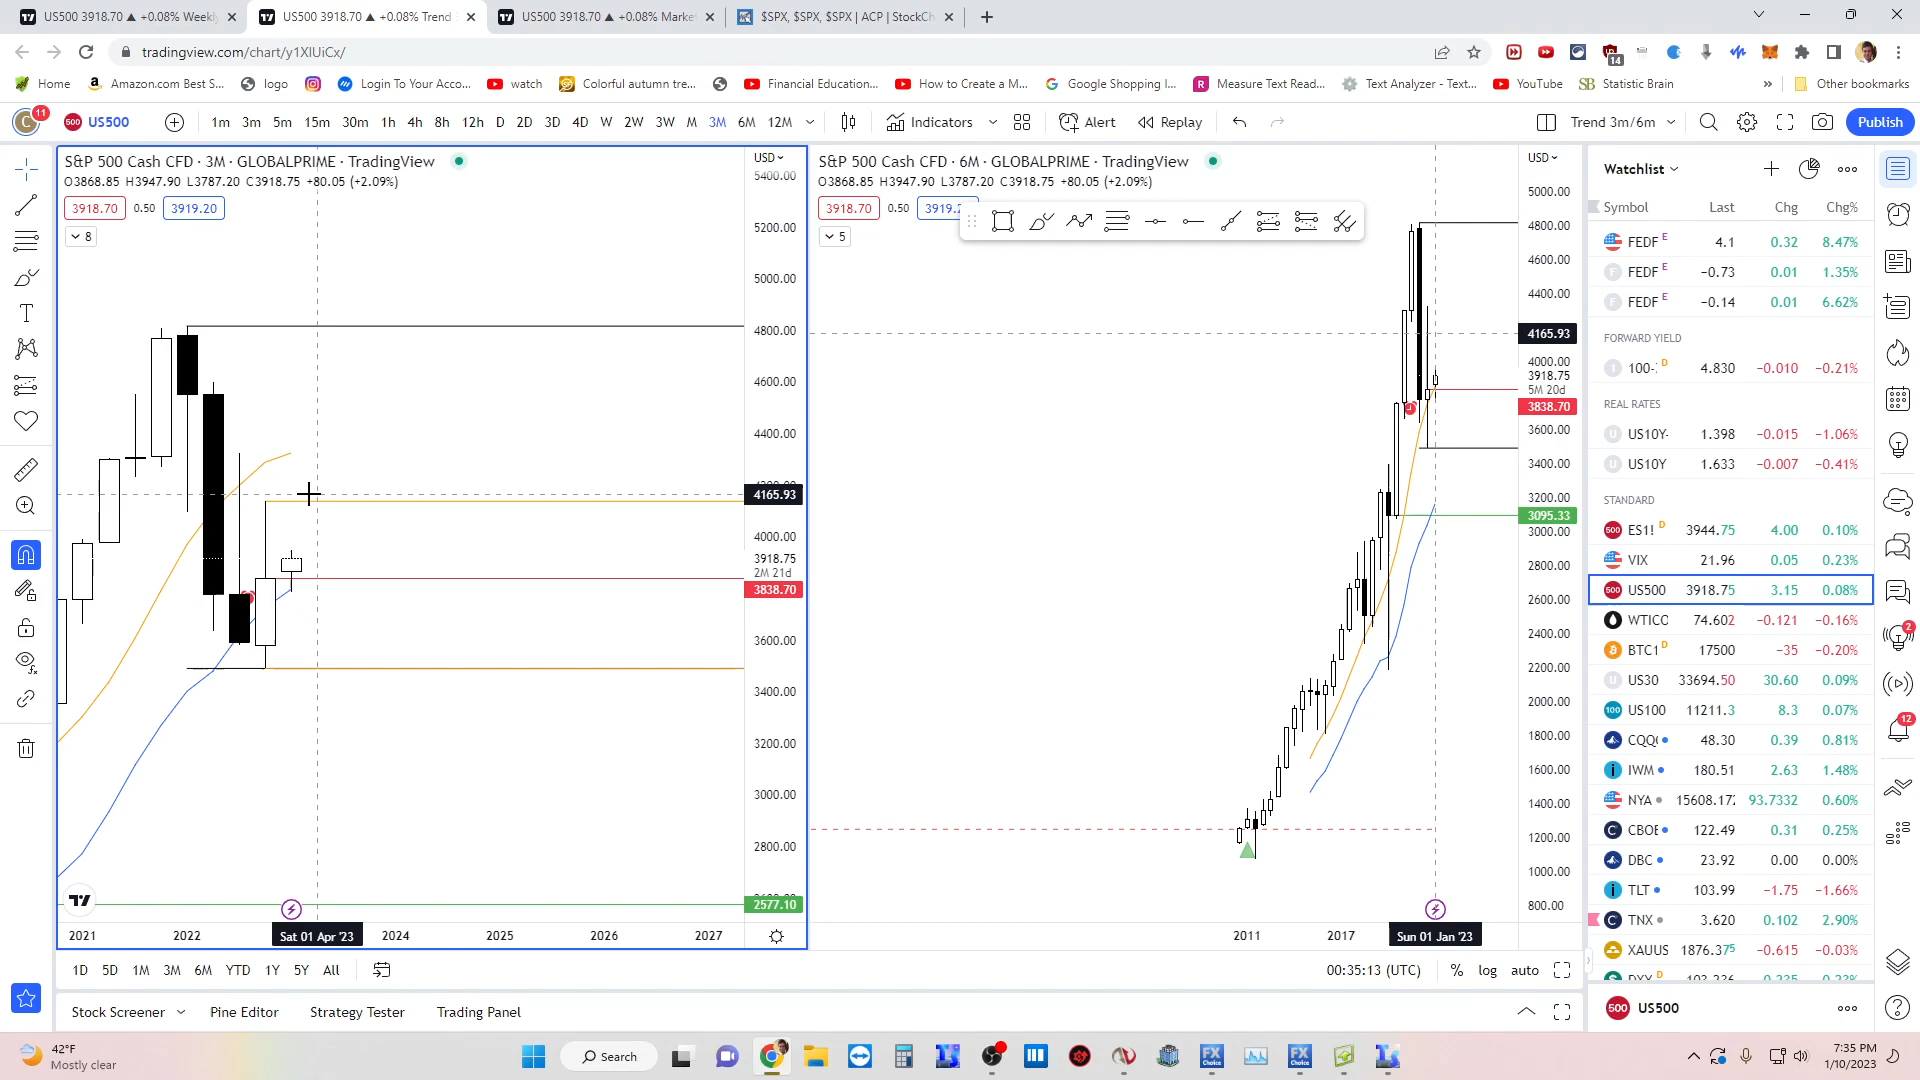 US500 3918.70 ▲ +0.08% Weekl
US500 3918.70 ▲ +0.08% Trend
US500 3918.70 ▲ +0.08% Marke
$SPX, $SPX, $SPX | ACP | StockCh
tradingview.com/chart/y1XIUiCx/
14
Home
Amazon.com Best S...
logo
Login To Your Acco...
watch
Colorful autumn tre...
Financial Education...
How to Create a M...
Google Shopping I...
Measure Text Read...
Text Analyzer - Text...
YouTube
Statistic Brain
»
Other bookmarks
C
11
500 US500
1m 3m 5m 15m 30m 1h 4h 8h 12h D 2D 3D 4D W 2W 3W M 3M 6M 12M
Indicators
Alert
Replay
Trend 3m/6m
Publish
S&P 500 Cash CFD · 3M · GLOBALPRIME · TradingView
O3868.85 H3947.90 L3787.20 C3918.75 +80.05 (+2.09%)
3918.70 0.50 3919.20
8
USD
5400.00
5200.00
5000.00
4800.00
4600.00
4400.00
4165.93
4000.00
3918.75
2M 21d
3838.70
3600.00
3400.00
3200.00
3000.00
2800.00
2577.10
2021 2022 Sat 01 Apr '23 2024 2025 2026 2027
S&P 500 Cash CFD · 6M · GLOBALPRIME · TradingView
O3868.85 H3947.90 L3787.20 C3918.75 +80.05 (+2.09%)
3918.70 0.50 3919.2
5
USD
5000.00
4800.00
4600.00
4400.00
4165.93
4000.00
3918.75
5M 20d
3838.70
3600.00
3400.00
3200.00
3095.33
3000.00
2800.00
2600.00
2400.00
2200.00
2000.00
1800.00
1600.00
1400.00
1200.00
1000.00
800.00
2011 2017 Sun 01 Jan '23
Watchlist
Symbol Last Chg Chg%
FEDF E 4.1 0.32 8.47%
FEDF E −0.73 0.01 1.35%
FEDF E −0.14 0.01 6.62%
FORWARD YIELD
100-: D 4.830 −0.010 −0.21%
REAL RATES
US10Y- 1.398 −0.015 −1.06%
US10Y 1.633 −0.007 −0.41%
STANDARD
ES1! D 3944.75 4.00 0.10%
VIX 21.96 0.05 0.23%
US500 3918.75 3.15 0.08%
WTICO 74.602 −0.121 −0.16%
BTC1 D 17500 −35 −0.20%
US30 33694.50 30.60 0.09%
US100 11211.3 8.3 0.07%
CQQ 48.30 0.39 0.81%
IWM 180.51 2.63 1.48%
NYA 15608.172 93.7332 0.60%
CBOE 122.49 0.31 0.25%
DBC 23.92 0.00 0.00%
TLT 103.99 −1.75 −1.66%
TNX 3.620 0.102 2.90%
XAUUS 1876.375 −0.615 −0.03%
500 US500
2
12
1D 5D 1M 3M 6M YTD 1Y 5Y All
00:35:13 (UTC)
% log auto
Stock Screener
Pine Editor
Strategy Tester
Trading Panel
42°F
Mostly clear
Search
FX Choice
FX Choice
7:35 PM
1/10/2023